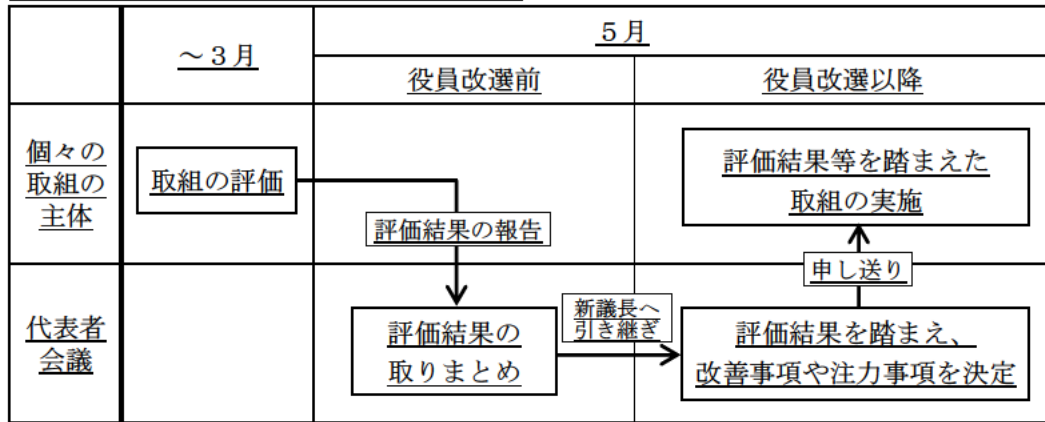 ～３月
５月
役員改選前
役員改選以降
個々の
取組の
主体
取組の評価
評価結果の報告
評価結果等を踏まえた
取組の実施
申し送り
代表者
会議
評価結果の
取りまとめ
新議長へ
引き継ぎ
評価結果を踏まえ、
改善事項や注力事項を決定